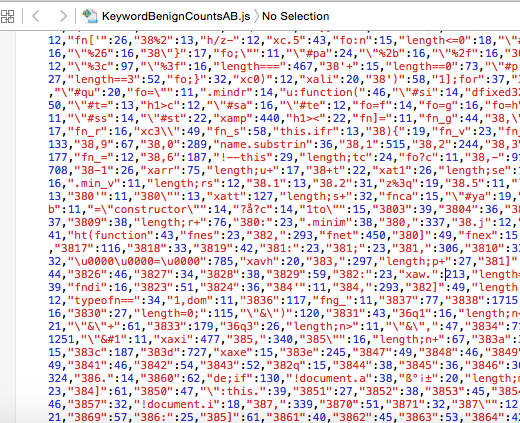 KeywordBenignCountsAB.js › No Selection
12,"fn['":26,"38%2":13,"h/z-":12,"xc.5":43,"fo:n":15,"length<=0":18,"\"a
16,"\"%26":16,"38\"}":17,"fo;\"":11,"\"#pa":24,"\"%2b":16,"\"%2f":16,"3
12,"\"%3c":97,"\"%3f":16,"length===":467,"38'+":15,"length==0":73,"\"#p
27,"length==3":52,"fo;}":32,"xc0)":12,"xali":20,"38')":58,"1];for":37,"
,"\"#qu":20,"fo=\"":11,".mindr":14,"u:function(":46,"\"#si":14,"dfixed3
50,"\"#t=":13,"h1>c":12,"\"#sa":16,"\"#te":12,"fo=f":14,"fo=g":16,"fo=h
11,"\"#ss":14,"\"#st":22,"xamp":440,"h1><":22,"fn]=":11,"fn_g":44,"38,\
17,"fn_r":16,"xc3\\":49,"fn_s":58,"this.ifr":13,"38){":19,"fn_v":23,"fn_
133,"38,9":67,"38,0":289,"name.substrin":36,"38,1":515,"38,2":244,"38,3"
177,"fn_=":12,"38,6":187,"!--this":29,"length;tc":24,"fo?c":11,"38,-":91
708,"38-1":26,"xarr":75,"length;u+":17,"38+t":22,"xat1":26,"length;se":1
16,".min_v":11,"length;rs":12,"38.1":13,"38.2":31,"z%3q":19,"38.5":11,"
13,"380'":11,"380\"":13,"xatt":127,"length;s+":32,"fnca":15,"\"#ya":19,"
b":11,"=\"constructor\"":14,"?å?¢":14,"1to\"":15,"3803":39,"3804":36,"3
37,"3809":38,"length;r+":76,"380:":23,".minim":38,"380,":337,"38.j":12,"
41,"ht(function":43,"fnes":23,"382,":293,"fnet":450,"380]":49,"fnex":15
,"3817":116,"3818":33,"3819":42,"381:":23,"381;":23,"381,":306,"3810":33
32,"\u0000\u0000=\u0000":785,"xavh":20,"383,":297,"length;p+":27,"381]"
44,"3826":46,"3827":34,"3828":38,"3829":59,"382:":23,"xaw.":213,"length=
39,"fndi":16,"3823":51,"3824":36,"384'":11,"384,":293,"382]":49,"length
12,"typeofn==":34,"1,dom":11,"3836":117,"fng_":11,"3837":77,"3838":1715
16,"3830":27,"length=0;":115,"\"&\")":120,"3831":43,"36q1":16,"length;n<
21,"\"&\"+":61,"3833":179,"36q3":26,"length;n>":11,"\"&\",":47,"3834":71
1251,"\"&#1":11,"xaxi":477,"385,":340,"385\"":16,"length;n+":67,"383a":2
15,"383c":187,"383d":727,"xaxe":15,"383e":245,"3847":49,"3848":46,"3849"
49,"3841":46,"3842":54,"3843":52,"382q":15,"3844":38,"3845":36,"3846":36
324,"386.":14,"3860":62,"de;if":130,"!document.a":38,"ß°i±":20,"length;m
384]":61,"3850":47,"\":this.":39,"3851":27,"3852":38,"3853":45,"3854
46,"3857":32,"!document.i":18,"387,":339,"3870":51,"3871":32,"387\"":12
21,"3869":57,"386:":25,"385]":61,"3861":40,"3862":45,"3863":53,"3864":43